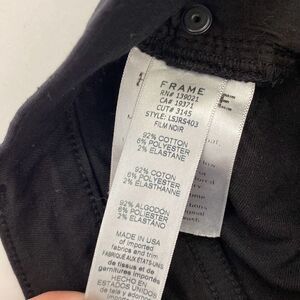 FRAME
RN# 139021
CA# 19371
CUT# 3145
STYLE: LSJRS403
FILM NOIR
92% COTTON
6% POLYESTER
2% ELASTANE
92% COTON
6% POLYESTER
2% ELASTHANNE
92% ALGODÓN
6% POLIÉSTER
2% ELASTANO
MADE IN USA
of imported
fabrics and trim
FABRIQUÉ AUX ÉTATS-UNIS
de tissus et de
garnitures importés
HECHO EN
ESTADOS UNIDOS